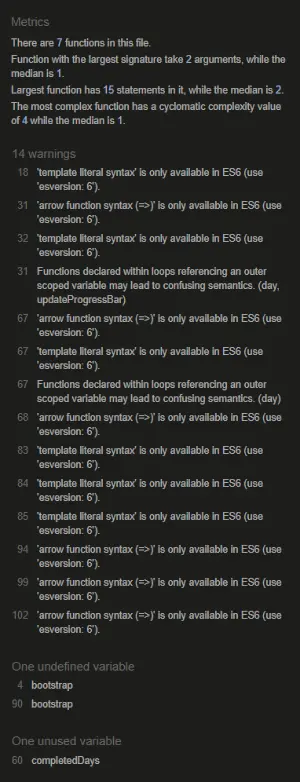 Metrics
There are 7 functions in this file.
Function with the largest signature take 2 arguments, while the
median is 1.
Largest function has 15 statements in it, while the median is 2.
The most complex function has a cyclomatic complexity value
of 4 while the median is 1.
14 warnings
18 'template literal syntax' is only available in ES6 (use
'esversion: 6').
31 'arrow function syntax (=>)' is only available in ES6 (use
'esversion: 6').
32 'template literal syntax' is only available in ES6 (use
'esversion: 6').
31 Functions declared within loops referencing an outer
scoped variable may lead to confusing semantics. (day,
updateProgressBar)
67 'arrow function syntax (=>)' is only available in ES6 (use
'esversion: 6').
67 'template literal syntax' is only available in ES6 (use
'esversion: 6').
67 Functions declared within loops referencing an outer
scoped variable may lead to confusing semantics. (day)
68 'arrow function syntax (=>)' is only available in ES6 (use
'esversion: 6').
83 'template literal syntax' is only available in ES6 (use
'esversion: 6').
84 'template literal syntax' is only available in ES6 (use
'esversion: 6').
85 'template literal syntax' is only available in ES6 (use
'esversion: 6').
94 'arrow function syntax (=>)' is only available in ES6 (use
'esversion: 6').
99 'arrow function syntax (=>)' is only available in ES6 (use
'esversion: 6').
102 'arrow function syntax (=>)' is only available in ES6 (use
'esversion: 6').
One undefined variable
4 bootstrap
90 bootstrap
One unused variable
60 completedDays